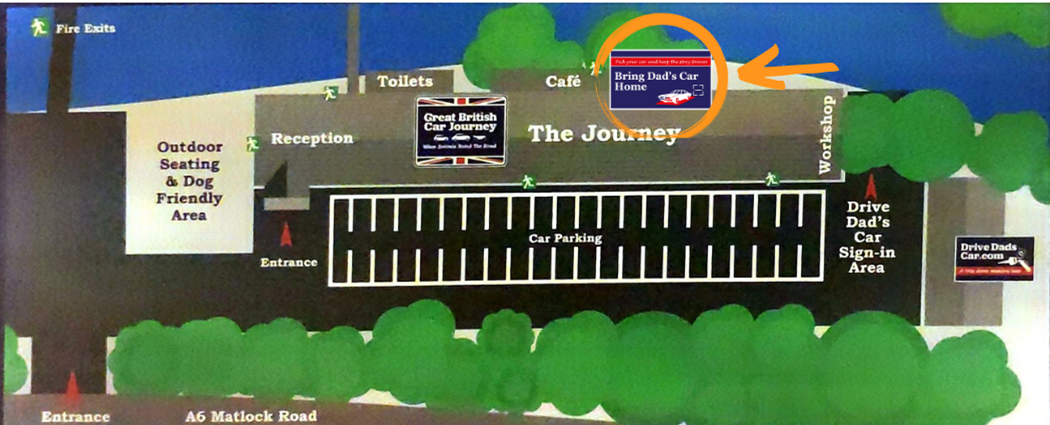 Fire Exits
Toilets
Café
Pick your car and keep the story forever
Bring Dad's Car
Home
Great British
Car Journey
When Britain Ruled The Road
The Journey
Workshop
Reception
Outdoor
Seating
& Dog
Friendly
Area
Entrance
Car Parking
Drive
Dad's
Car
Sign-in
Area
Drive Dads
Car.com
Entrance
A6 Matlock Road